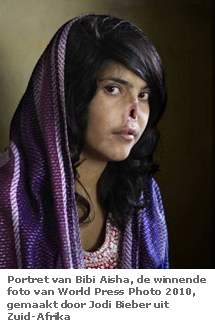 Portret van Bibi Aisha, de winnende
foto van World Press Photo 2010,
gemaakt door Jodi Bieber uit
Zuid-Afrika